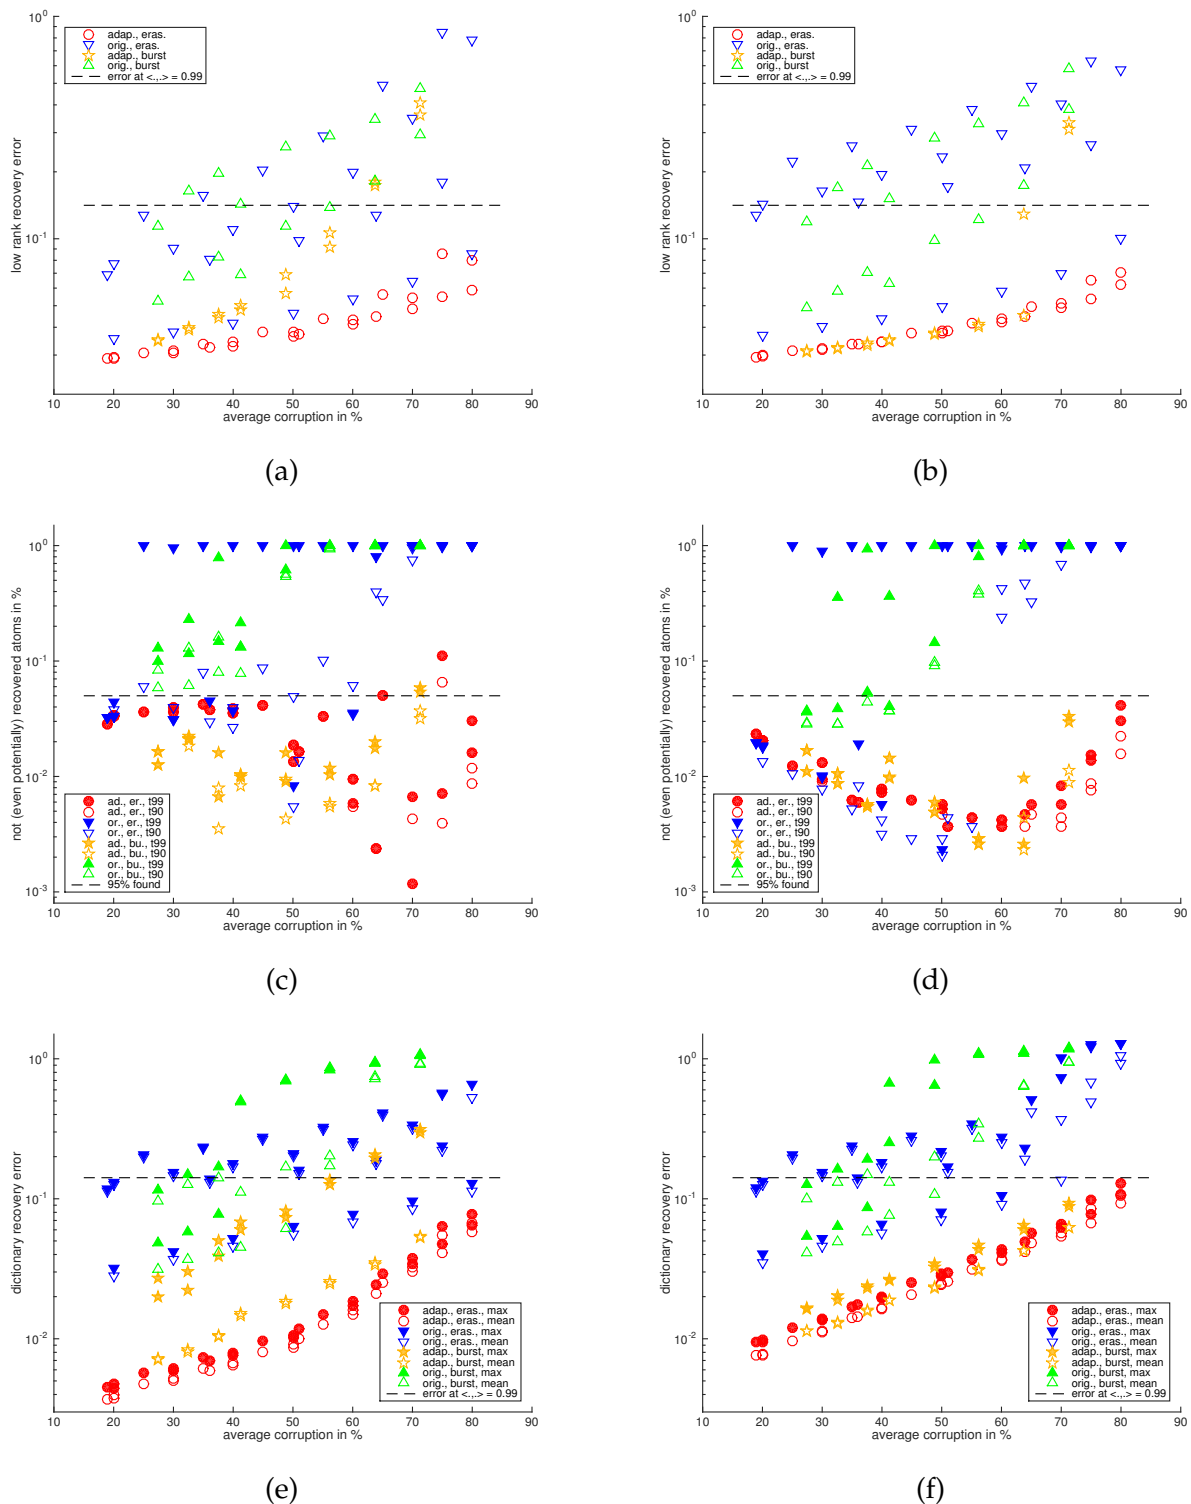 10^0
10^-1
low rank recovery error
adap., eras.
orig., eras.
adap., burst
orig., burst
error at <.,.> = 0.99
10 20 30 40 50 60 70 80 90
average corruption in %
(a)
10^0
10^-1
low rank recovery error
adap., eras.
orig., eras.
adap., burst
orig., burst
error at <.,.> = 0.99
10 20 30 40 50 60 70 80 90
average corruption in %
(b)
10^0
10^-1
10^-2
10^-3
not (even potentially) recovered atoms in %
ad., er., t99
ad., er., t90
or., er., t99
or., er., t90
ad., bu., t99
ad., bu., t90
or., bu., t99
or., bu., t90
95% found
10 20 30 40 50 60 70 80 90
average corruption in %
(c)
10^0
10^-1
10^-2
10^-3
not (even potentially) recovered atoms in %
ad., er., t99
ad., er., t90
or., er., t99
or., er., t90
ad., bu., t99
ad., bu., t90
or., bu., t99
or., bu., t90
95% found
10 20 30 40 50 60 70 80 90
average corruption in %
(d)
10^0
10^-1
10^-2
dictionary recovery error
adap., eras., max
adap., eras., mean
orig., eras., max
orig., eras., mean
adap., burst, max
adap., burst, mean
orig., burst, max
orig., burst, mean
error at <.,.> = 0.99
10 20 30 40 50 60 70 80 90
average corruption in %
(e)
10^0
10^-1
10^-2
dictionary recovery error
adap., eras., max
adap., eras., mean
orig., eras., max
orig., eras., mean
adap., burst, max
adap., burst, mean
orig., burst, max
orig., burst, mean
error at <.,.> = 0.99
10 20 30 40 50 60 70 80 90
average corruption in %
(f)